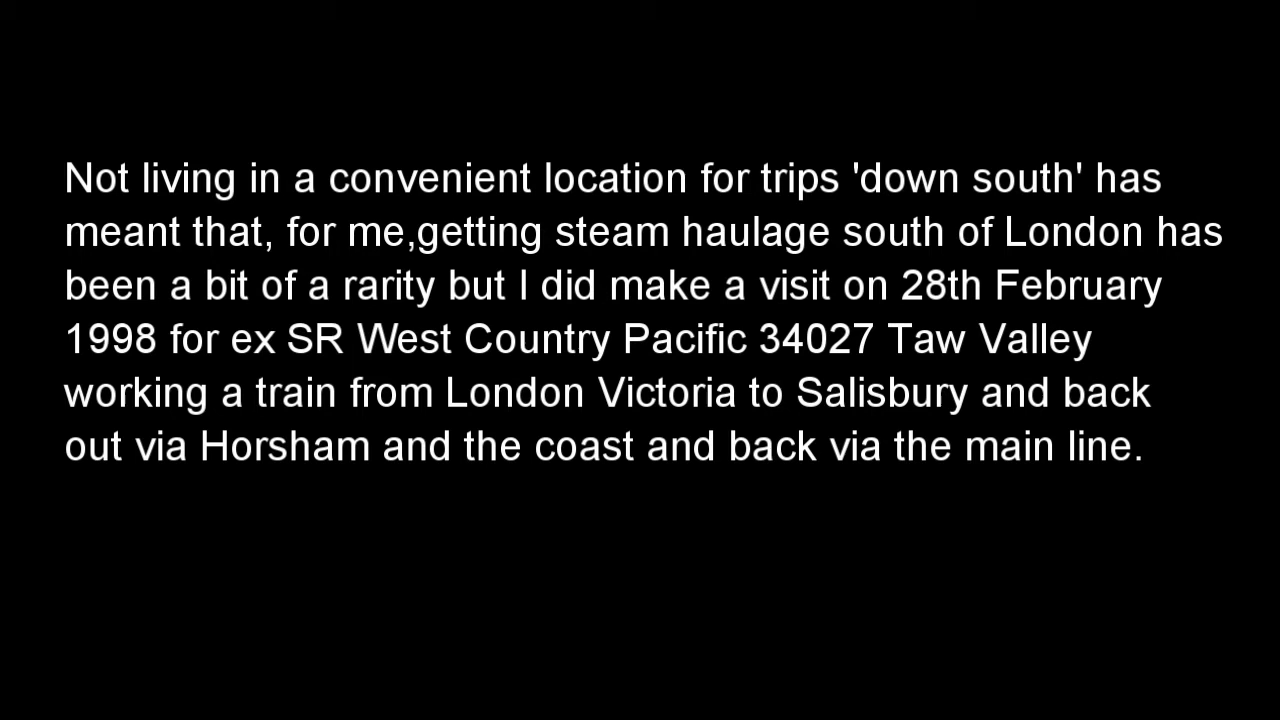 Not living in a convenient location for trips 'down south' has
meant that, for me,getting steam haulage south of London has
been a bit of a rarity but I did make a visit on 28th February
1998 for ex SR West Country Pacific 34027 Taw Valley
working a train from London Victoria to Salisbury and back
out via Horsham and the coast and back via the main line.